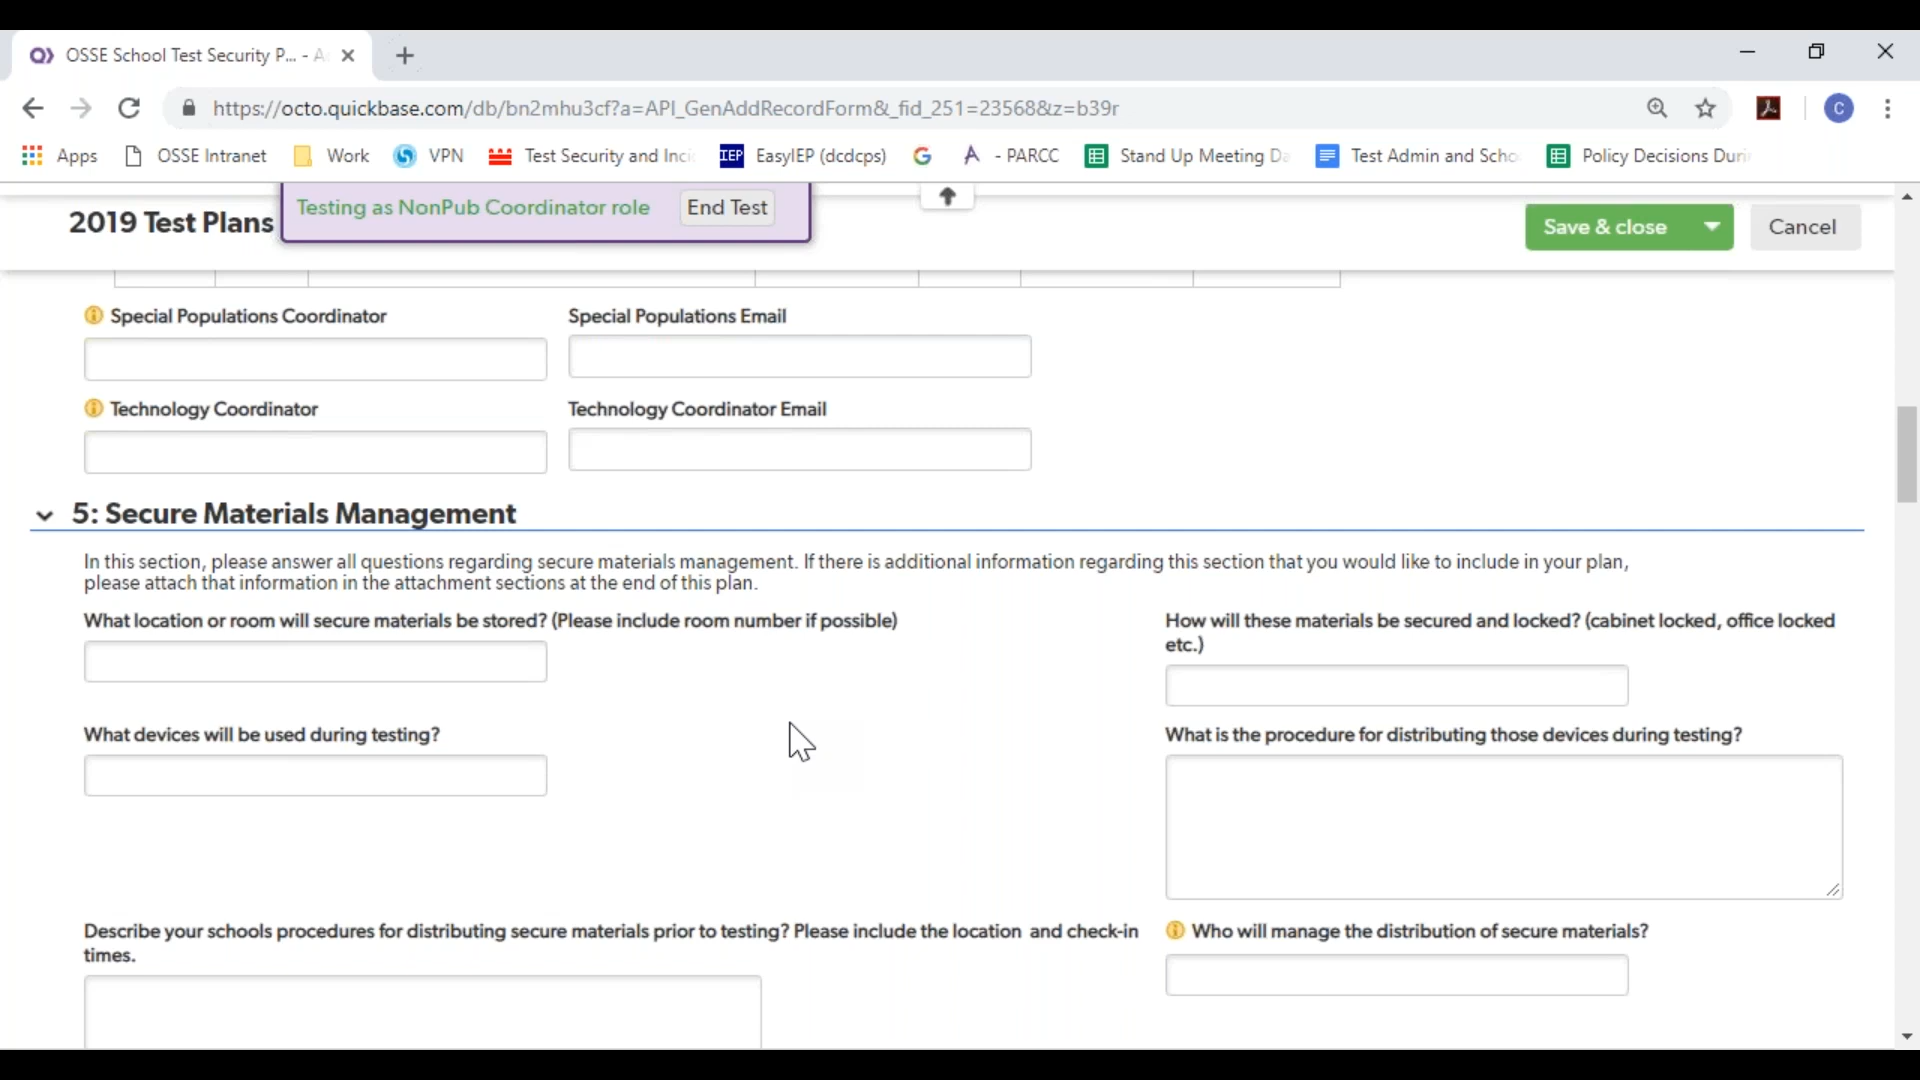 OSSE School Test Security P... - A
https://octo.quickbase.com/db/bn2mhu3cf?a=API_GenAddRecordForm&_fid_251=23568&z=b39r
C
Apps OSSE Intranet Work VPN Test Security and Inci IEP EasyIEP (dcdcps) - PARCC Stand Up Meeting Da Test Admin and Scho Policy Decisions Duri
2019 Test Plans
Testing as NonPub Coordinator role End Test
Save & close Cancel
Special Populations Coordinator Special Populations Email
Technology Coordinator Technology Coordinator Email
5: Secure Materials Management
In this section, please answer all questions regarding secure materials management. If there is additional information regarding this section that you would like to include in your plan,
please attach that information in the attachment sections at the end of this plan.
What location or room will secure materials be stored? (Please include room number if possible)
How will these materials be secured and locked? (cabinet locked, office locked
etc.)
What devices will be used during testing?
What is the procedure for distributing those devices during testing?
Describe your schools procedures for distributing secure materials prior to testing? Please include the location and check-in
times.
Who will manage the distribution of secure materials?